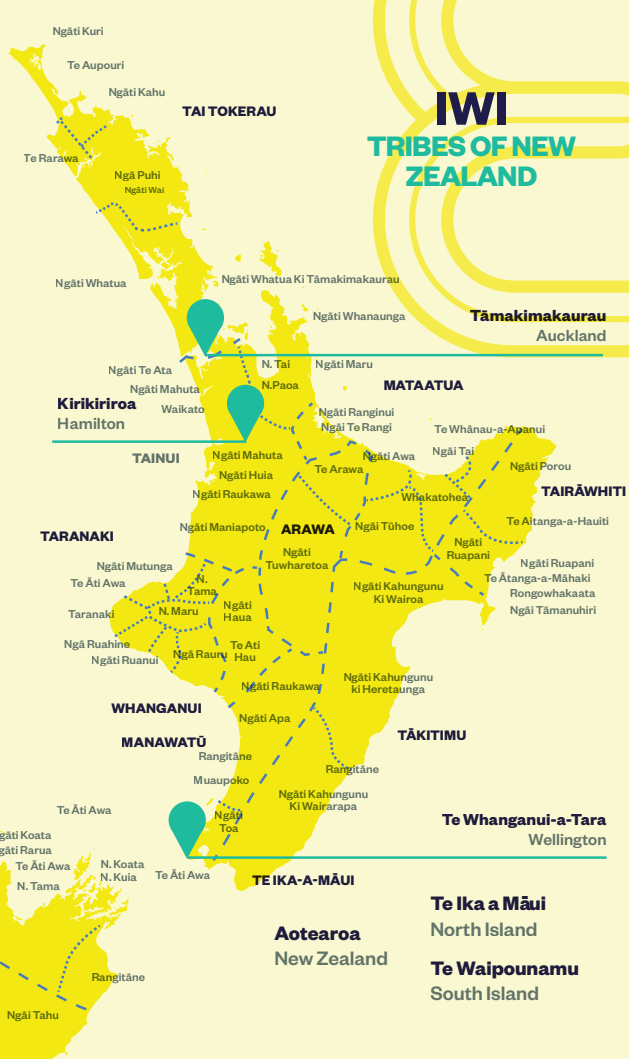 Ngāti Kuri
Te Aupouri
Ngāti Kahu
TAI TOKERAU
IWI
TRIBES OF NEW
ZEALAND
Te Rarawa
Ngā Puhi
Ngāti Wai
Ngāti Whatua
Ngāti Whatua Ki Tāmakimakaurau
Ngāti Whanaunga
Tāmakimakaurau
Auckland
Ngāti Te Ata
N. Tai
Ngāti Maru
Ngāti Mahuta
N.Paoa
MATAATUA
Kirikiriroa
Hamilton
Waikato
Ngāti Ranginui
Ngāi Te Rangi
Te Whānau-a-Apanui
TAINUI
Ngāti Mahuta
Ngāti Awa
Ngāi Tai
Te Arawa
Ngāti Porou
Ngāti Huia
Ngāti Raukawa
Whakatohea
TAIRĀWHITI
Ngāti Maniapoto
ARAWA
Ngāi Tūhoe
Te Aitanga-a-Hauiti
TARANAKI
Ngāti
Tuwharetoa
Ngāti
Ruapani
Ngāti Mutunga
Ngāti Ruapani
Te Āti Awa
N.
Tama
Ngāti Kahungunu
Ki Wairoa
Te Ātanga-a-Māhaki
Rongowhakaata
Ngāi Tāmanuhiri
Taranaki
N. Maru
Ngāti
Haua
Ngā Ruahine
Ngāti Ruanui
Ngā Rauru
Te Ati
Hau
Ngāti Raukawa
Ngāti Kahungunu
ki Heretaunga
WHANGANUI
Ngāti Apa
MANAWATŪ
TĀKITIMU
Rangitāne
Rangitāne
Muaupoko
Ngāti Kahungunu
Ki Wairarapa
Te Āti Awa
Ngāti
Toa
Te Whanganui-a-Tara
Wellington
gāti Koata
gāti Rarua
Te Āti Awa
N. Tama
N. Koata
N. Kuia
Te Āti Awa
TE IKA-A-MĀUI
Te Ika a Māui
North Island
Aotearoa
New Zealand
Te Waipounamu
South Island
Rangitāne
Ngāi Tahu